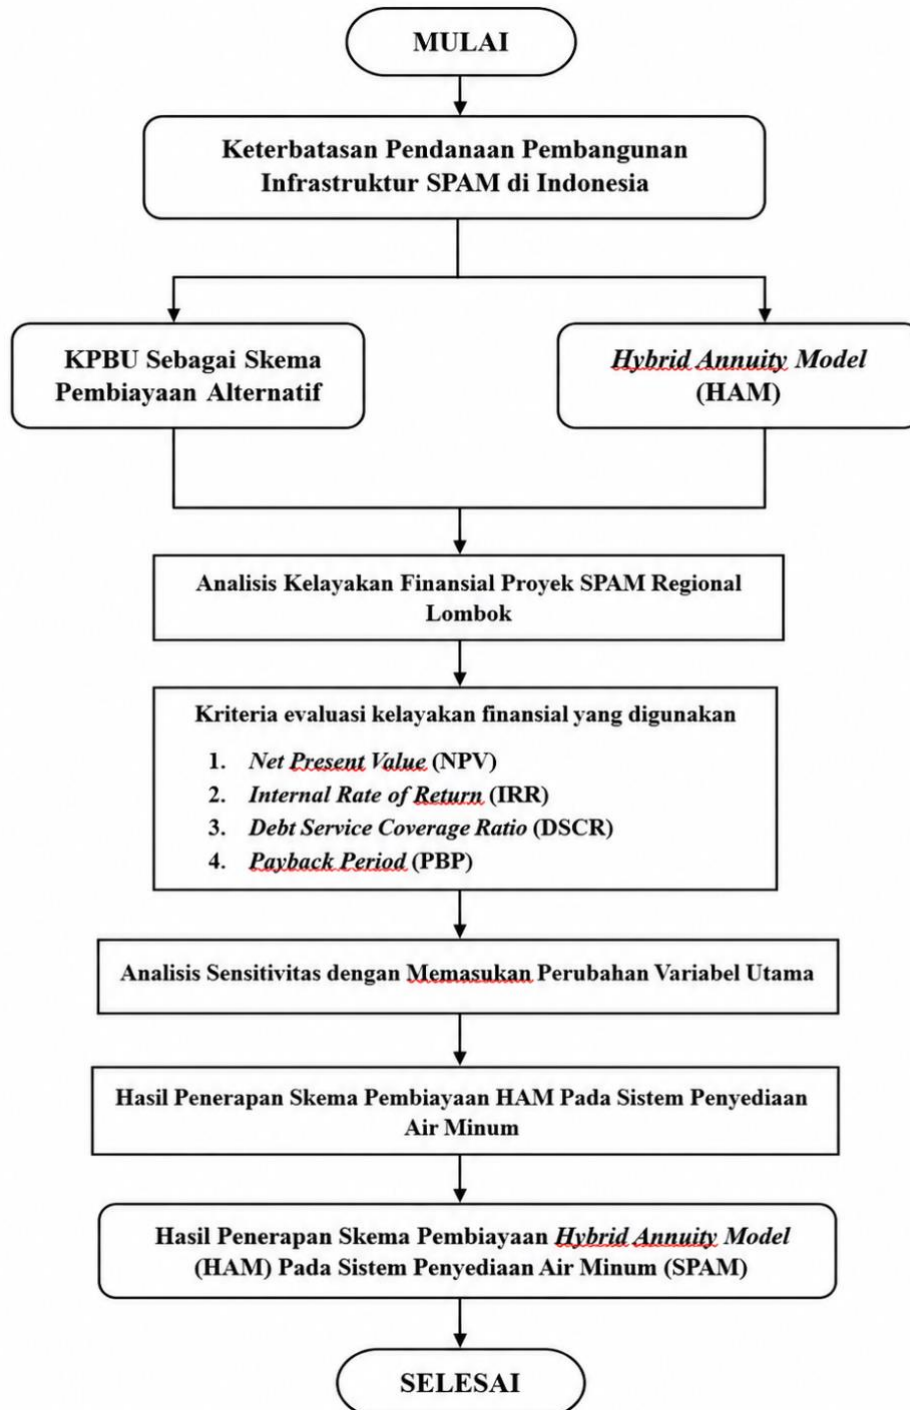 MULAI
Keterbatasan Pendanaan Pembangunan
Infrastruktur SPAM di Indonesia
KPBU Sebagai Skema
Pembiayaan Alternatif
Hybrid Annuity Model
(HAM)
Analisis Kelayakan Finansial Proyek SPAM Regional
Lombok
Kriteria evaluasi kelayakan finansial yang digunakan
1. Net Present Value (NPV)
2. Internal Rate of Return (IRR)
3. Debt Service Coverage Ratio (DSCR)
4. Payback Period (PBP)
Analisis Sensitivitas dengan Memasukan Perubahan Variabel Utama
Hasil Penerapan Skema Pembiayaan HAM Pada Sistem Penyediaan
Air Minum
Hasil Penerapan Skema Pembiayaan Hybrid Annuity Model
(HAM) Pada Sistem Penyediaan Air Minum (SPAM)
SELESAI